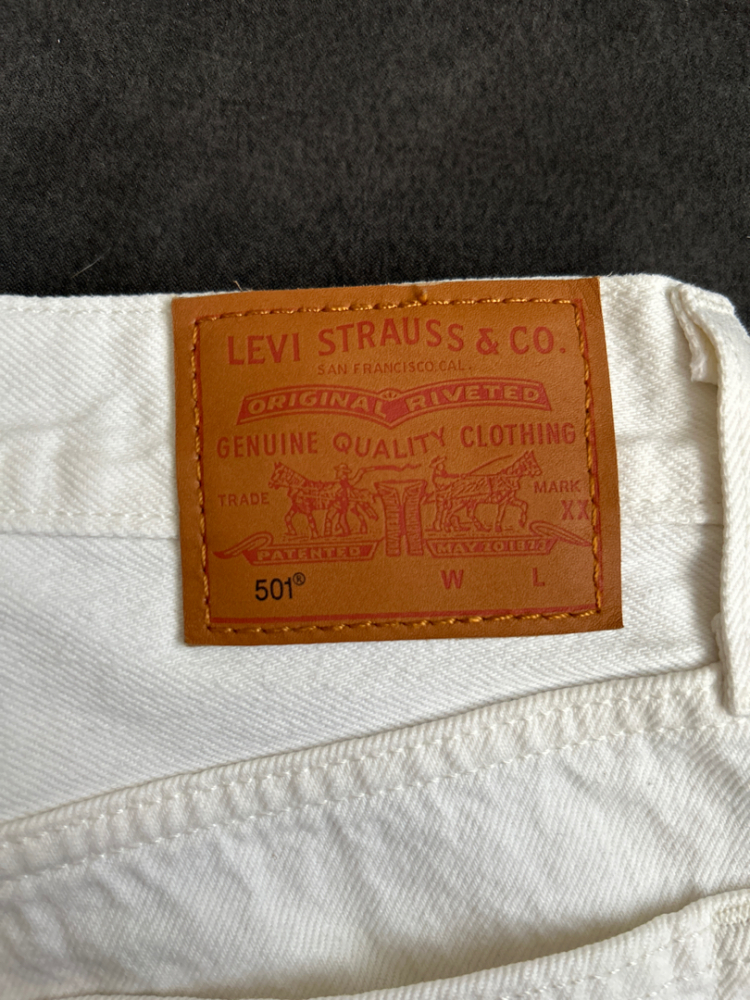 LEVI STRAUSS & CO.
SAN FRANCISCO, CAL.
ORIGINAL RIVETED
GENUINE QUALITY CLOTHING
TRADE MARK
XX
PATENTED MAY 20 1873
501® W L